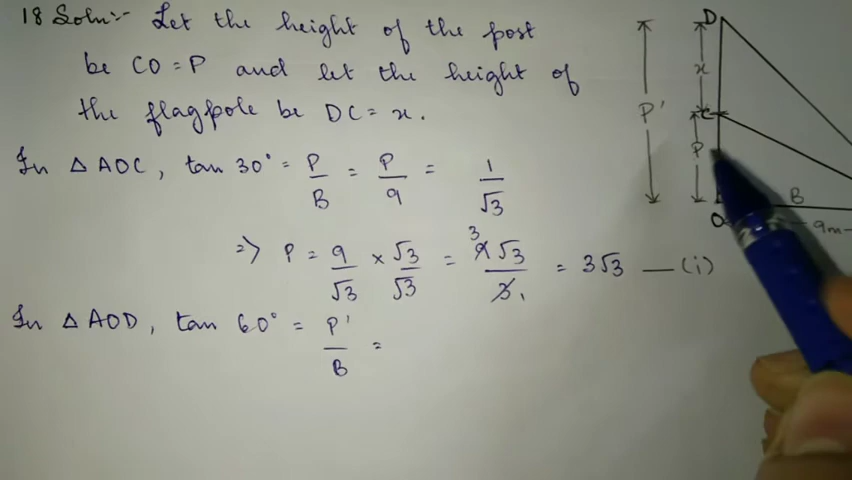 18 Soln:- Let the height of the post
be CO = P and let the height of
the flagpole be DC = x.
In △ AOC, tan 30° = P/B = P/9 = 1/√3
=> P = 9/√3 × √3/√3 = 9√3/3 = 3√3 — (i)
3
1
In △ AOD, tan 60° = P'/B =
D
x
C
P'
P
B
O
9m